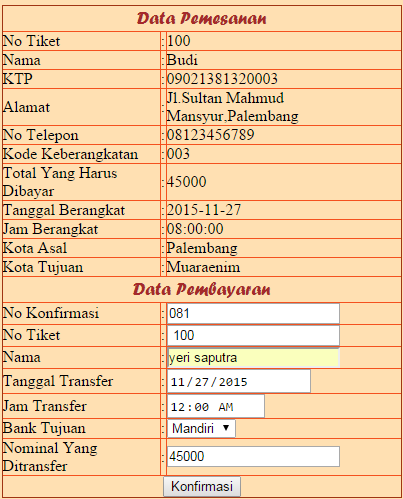 Data Pemesanan
No Tiket : 100
Nama : Budi
KTP : 09021381320003
Alamat : Jl.Sultan Mahmud
Mansyur,Palembang
No Telepon : 08123456789
Kode Keberangkatan : 003
Total Yang Harus
Dibayar : 45000
Tanggal Berangkat : 2015-11-27
Jam Berangkat : 08:00:00
Kota Asal : Palembang
Kota Tujuan : Muaraenim
Data Pembayaran
No Konfirmasi : 081
No Tiket : 100
Nama : yeri saputra
Tanggal Transfer : 11/27/2015
Jam Transfer : 12:00 AM
Bank Tujuan : Mandiri
Nominal Yang
Ditransfer : 45000
Konfirmasi